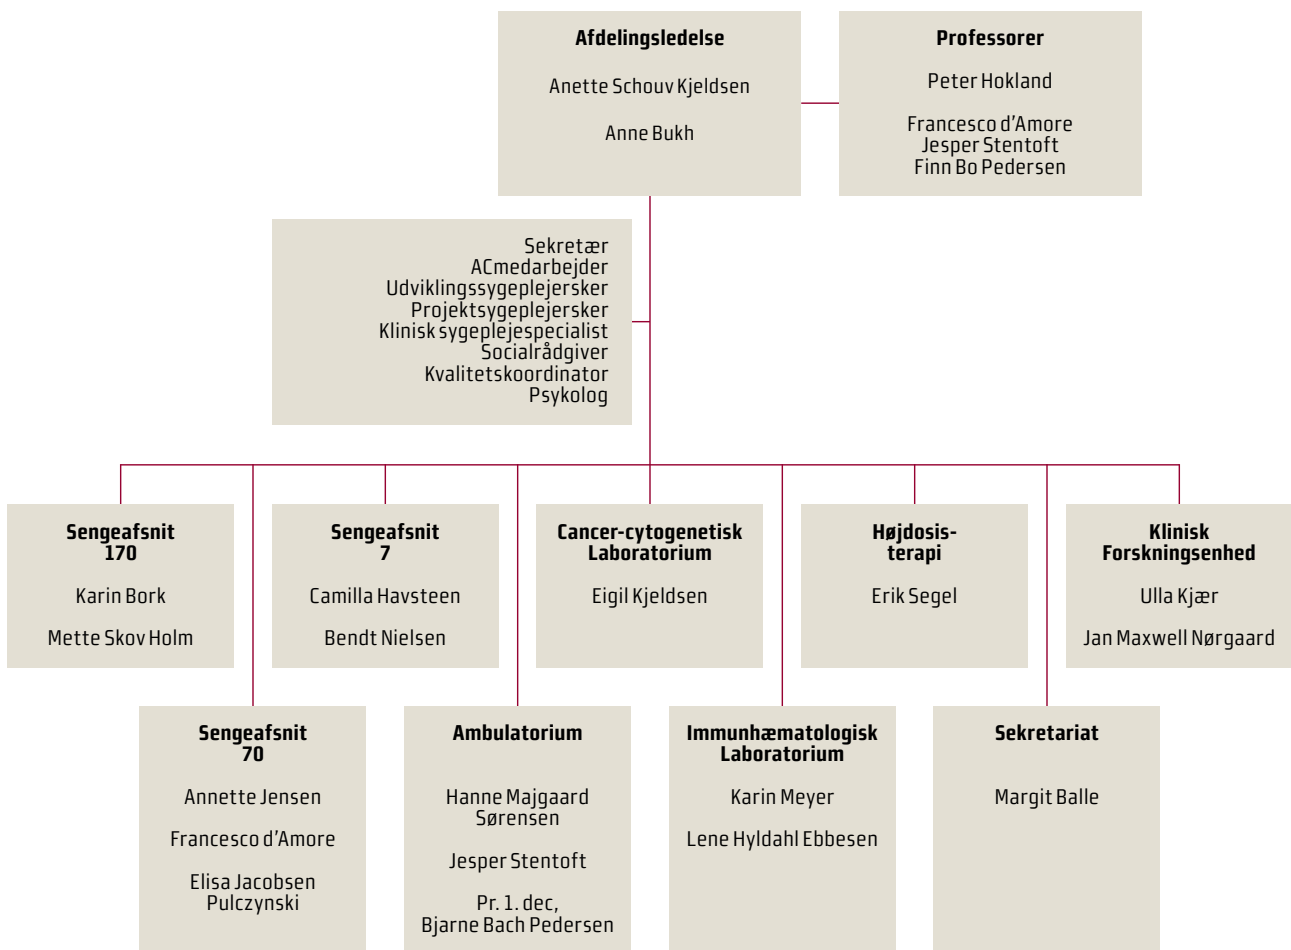 Afdelingsledelse
Anette Schouv Kjeldsen
Anne Bukh
Professorer
Peter Hokland
Francesco d’Amore
Jesper Stentoft
Finn Bo Pedersen
Sekretær
ACmedarbejder
Udviklingssygeplejersker
Projektsygeplejersker
Klinisk sygeplejespecialist
Socialrådgiver
Kvalitetskoordinator
Psykolog
Sengeafsnit
170
Karin Bork
Mette Skov Holm
Sengeafsnit
7
Camilla Havsteen
Bendt Nielsen
Cancer-cytogenetisk
Laboratorium
Eigil Kjeldsen
Højdosis-
terapi
Erik Segel
Klinisk
Forskningsenhed
Ulla Kjær
Jan Maxwell Nørgaard
Sengeafsnit
70
Annette Jensen
Francesco d’Amore
Elisa Jacobsen
Pulczynski
Ambulatorium
Hanne Majgaard
Sørensen
Jesper Stentoft
Pr. 1. dec,
Bjarne Bach Pedersen
Immunhæmatologisk
Laboratorium
Karin Meyer
Lene Hyldahl Ebbesen
Sekretariat
Margit Balle